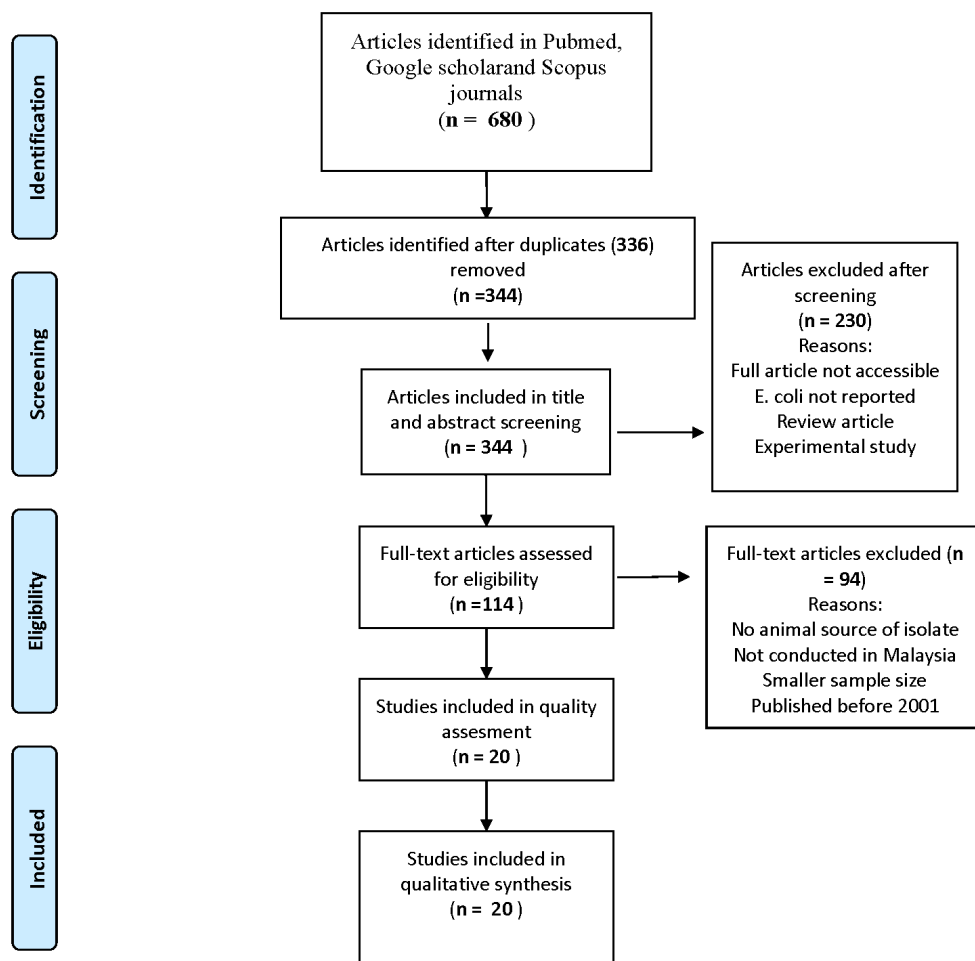 Identification
Articles identified in Pubmed,
Google scholarand Scopus
journals
(n = 680 )
Articles identified after duplicates (336)
removed
(n =344)
Screening
Articles included in title
and abstract screening
(n = 344 )
Articles excluded after
screening
(n = 230)
Reasons:
Full article not accessible
E. coli not reported
Review article
Experimental study
Eligibility
Full-text articles assessed
for eligibility
(n =114 )
Full-text articles excluded (n
= 94)
Reasons:
No animal source of isolate
Not conducted in Malaysia
Smaller sample size
Published before 2001
Studies included in quality
assesment
(n = 20 )
Included
Studies included in
qualitative synthesis
(n = 20 )